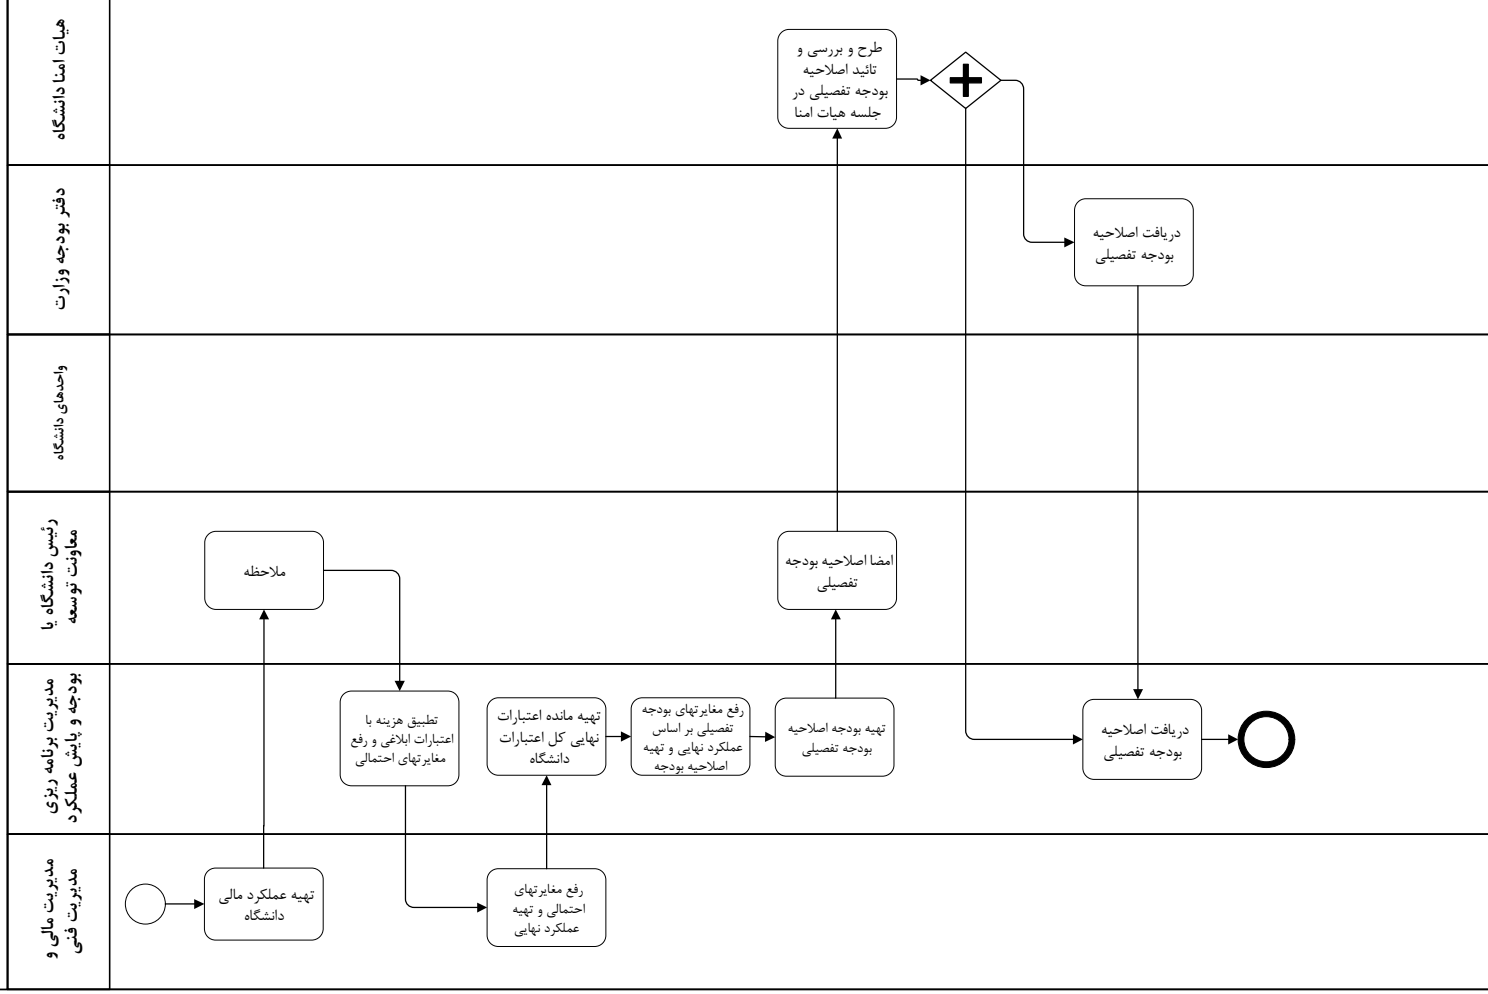 هیات امنا دانشگاه
طرح و بررسی و
تائید اصلاحیه
بودجه تفصیلی در
جلسه هیات امنا
دفتر بودجه وزارت
دریافت اصلاحیه
بودجه تفصیلی
واحدهای دانشگاه
رئیس دانشگاه یا
معاونت توسعه
ملاحظه
امضا اصلاحیه بودجه
تفصیلی
مدیریت برنامه ریزی
بودجه و پایش عملکرد
تطبیق هزینه با
اعتبارات ابلاغی و رفع
مغایرتهای احتمالی
تهیه مانده اعتبارات
نهایی کل اعتبارات
دانشگاه
رفع مغایرتهای بودجه
تفصیلی بر اساس
عملکرد نهایی و تهیه
اصلاحیه بودجه
تهیه بودجه اصلاحیه
بودجه تفصیلی
دریافت اصلاحیه
بودجه تفصیلی
مدیریت مالی و
مدیریت فنی
تهیه عملکرد مالی
دانشگاه
رفع مغایرتهای
احتمالی و تهیه
عملکرد نهایی